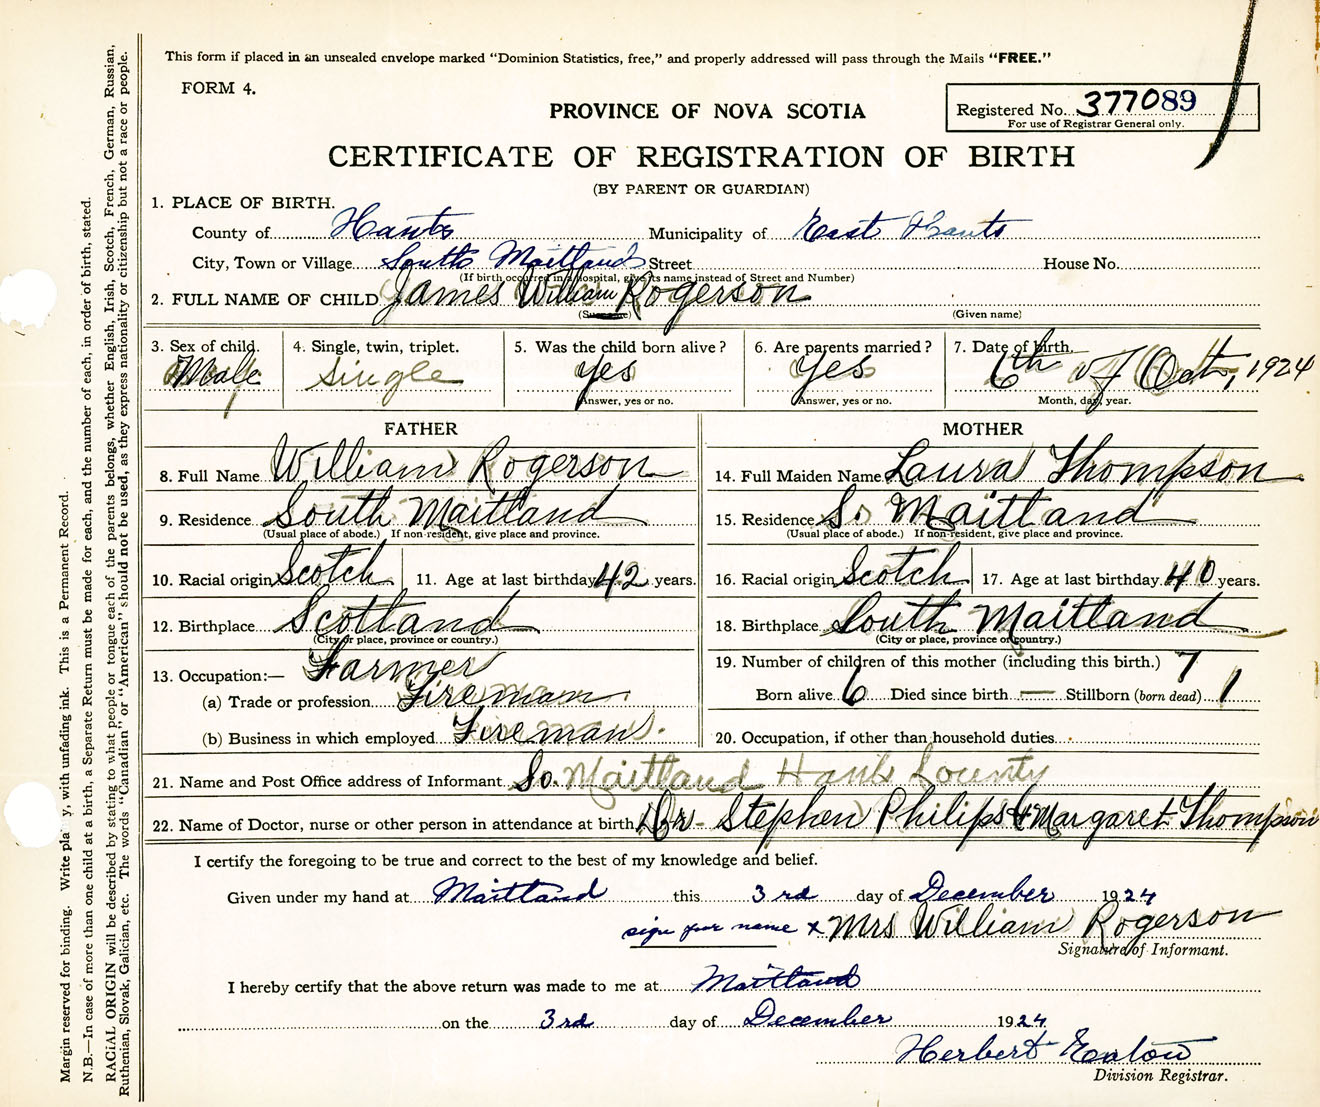 This form if placed in an unsealed envelope marked "Dominion Statistics, free," and properly addressed will pass through the Mails "FREE."
FORM 4.
PROVINCE OF NOVA SCOTIA
Registered No. 377089
For use of Registrar General only.
CERTIFICATE OF REGISTRATION OF BIRTH
(BY PARENT OR GUARDIAN)
1. PLACE OF BIRTH.
County of Hants Municipality of East Hants
City, Town or Village South Maitland Street House No.
(If birth occurred in a hospital, give its name instead of Street and Number)
2. FULL NAME OF CHILD James William Rogerson
(Surname) (Given name)
3. Sex of child. 4. Single, twin, triplet. 5. Was the child born alive? 6. Are parents married? 7. Date of birth.
Male single yes yes 6th of Oct, 1924
Answer, yes or no. Answer, yes or no. Month, day, year.
FATHER MOTHER
8. Full Name William Rogerson 14. Full Maiden Name Laura Thompson
9. Residence South Maitland 15. Residence So. Maitland
(Usual place of abode.) If non-resident, give place and province. (Usual place of abode.) If non-resident, give place and province.
10. Racial origin Scotch 11. Age at last birthday 42 years. 16. Racial origin Scotch 17. Age at last birthday 40 years.
12. Birthplace Scotland 18. Birthplace South Maitland
(City or place, province or country.) (City or place, province or country.)
13. Occupation:— Farmer 19. Number of children of this mother (including this birth.) 7
(a) Trade or profession Fireman. Born alive 6 Died since birth — Stillborn (born dead) 1
(b) Business in which employed Firemans. 20. Occupation, if other than household duties.
21. Name and Post Office address of Informant So. Maitland Hants County
22. Name of Doctor, nurse or other person in attendance at birth Dr - Stephen Philips & Margaret Thompson
I certify the foregoing to be true and correct to the best of my knowledge and belief.
Given under my hand at Maitland this 3rd day of December 1924
sign your name x Mrs William Rogerson
Signature of Informant.
I hereby certify that the above return was made to me at Maitland
on the 3rd day of December 1924
Herbert Eaton
Division Registrar.
Margin reserved for binding. Write pla y, with unfading ink. This is a Permanent Record.
N.B.—In case of more than one child at a birth, a Separate Return must be made for each, and the number of each, in order of birth, stated.
RACIAL ORIGIN will be described by stating to what people or tongue each of the parents belongs, whether English, Irish, Scotch, French, German, Russian,
Ruthenian, Slovak, Galician, etc. The words "Canadian" or "American" should not be used, as they express nationality or citizenship but not a race or people.